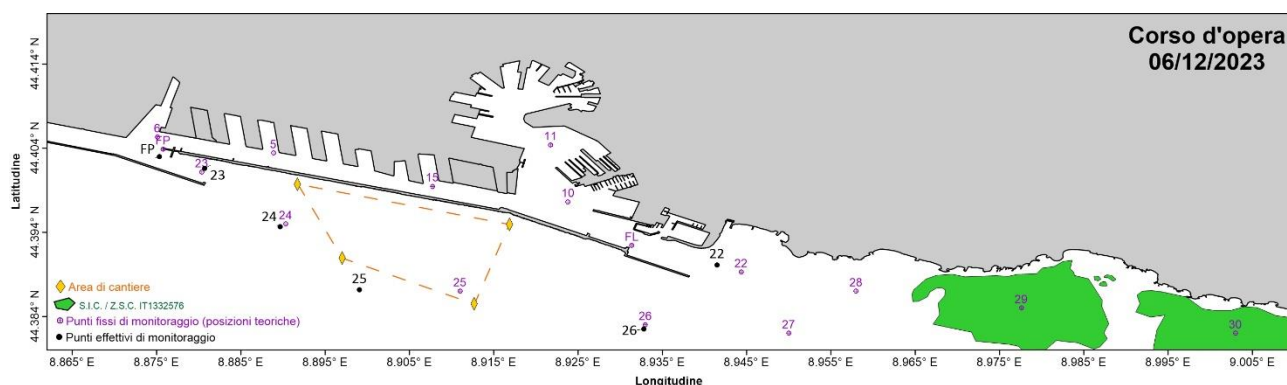 Corso d'opera
06/12/2023
44.414° N
44.404° N
44.394° N
44.384° N
Latitudine
6
FP
FP
5
11
23
23
15
10
24
24
FL
22
22
25
25
28
29
26
26
27
30
Area di cantiere
S.I.C. / Z.S.C. IT1332576
Punti fissi di monitoraggio (posizioni teoriche)
Punti effettivi di monitoraggio
8.865° E
8.875° E
8.885° E
8.895° E
8.905° E
8.915° E
8.925° E
8.935° E
8.945° E
8.955° E
8.965° E
8.975° E
8.985° E
8.995° E
9.005° E
Longitudine